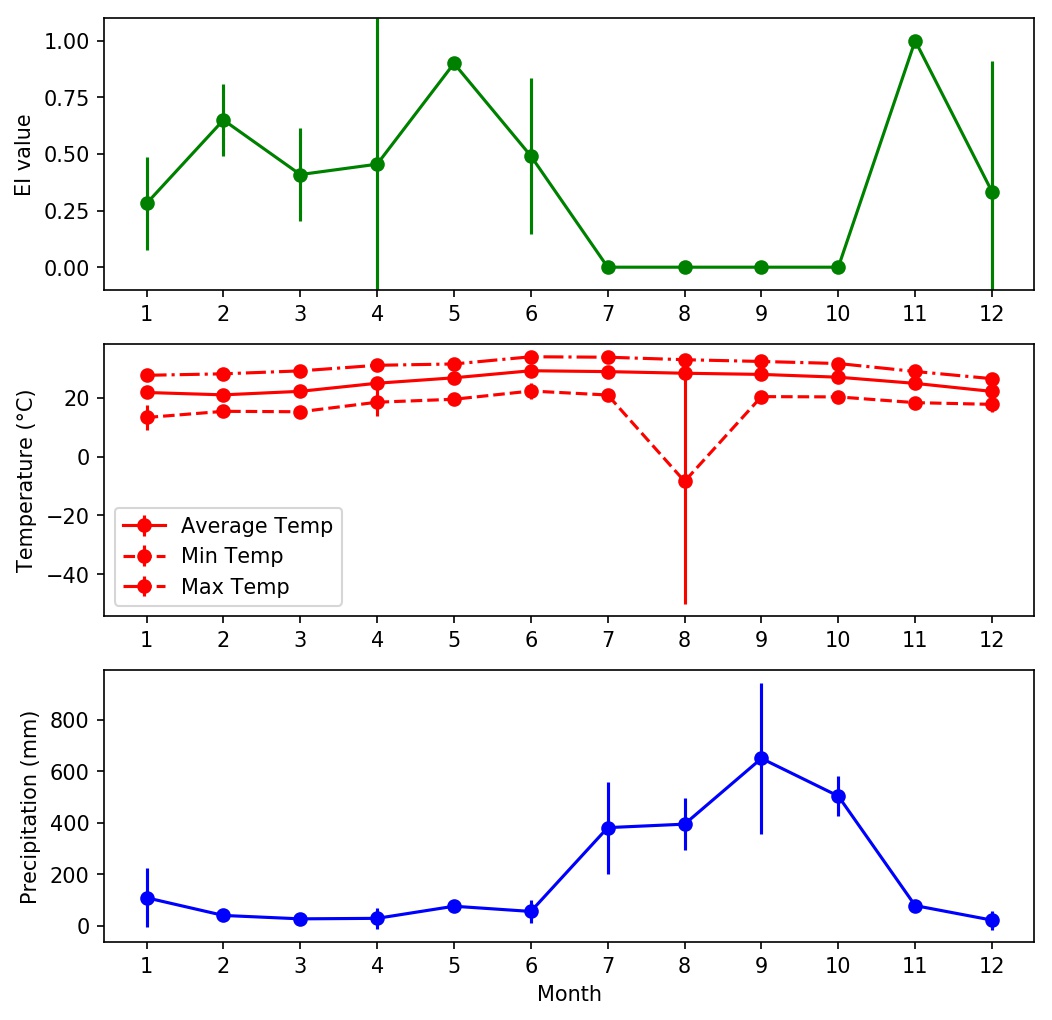 1.00
0.75
0.50
0.25
0.00
EI value
1 2 3 4 5 6 7 8 9 10 11 12
20
0
−20
−40
Temperature (°C)
Average Temp
Min Temp
Max Temp
1 2 3 4 5 6 7 8 9 10 11 12
800
600
400
200
0
Precipitation (mm)
1 2 3 4 5 6 7 8 9 10 11 12
Month